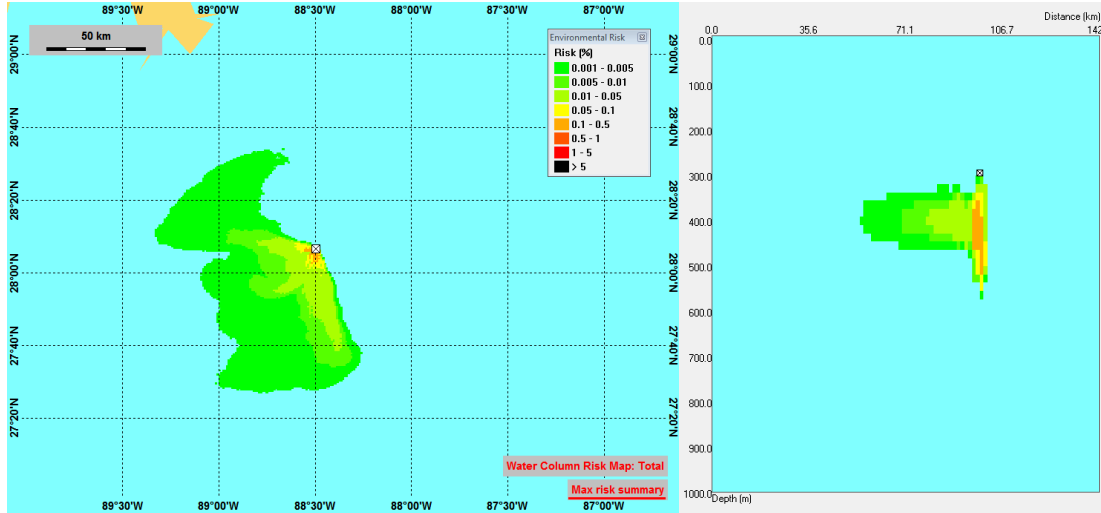 89°30'W 89°00'W 88°30'W 88°00'W 87°30'W 87°00'W
50 km
29°00'N
28°40'N
28°20'N
28°00'N
27°40'N
27°20'N
Environmental Risk
Risk (%)
0.001 - 0.005
0.005 - 0.01
0.01 - 0.05
0.05 - 0.1
0.1 - 0.5
0.5 - 1
1 - 5
> 5
29°00'N
28°40'N
28°20'N
28°00'N
27°40'N
27°20'N
Water Column Risk Map: Total
Max risk summary
89°30'W 89°00'W 88°30'W 88°00'W 87°30'W 87°00'W
Distance (km)
0.0 35.6 71.1 106.7 142
0.0
100.0
200.0
300.0
400.0
500.0
600.0
700.0
800.0
900.0
1000.0
Depth (m)